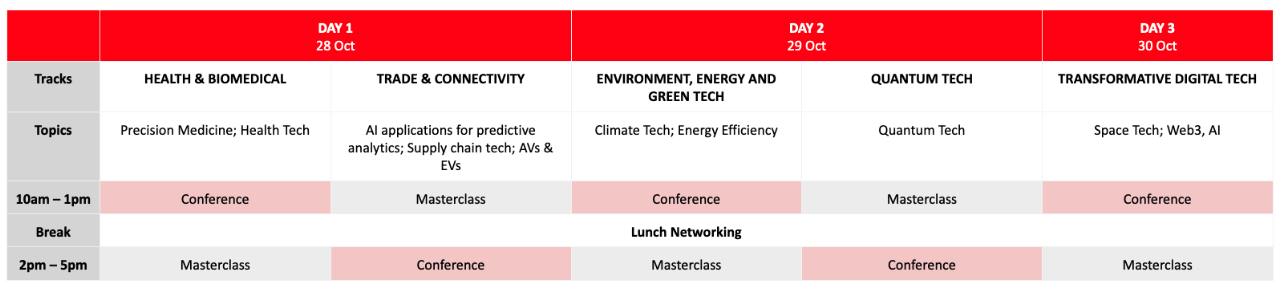 DAY 1
28 Oct
DAY 2
29 Oct
DAY 3
30 Oct
Tracks
HEALTH & BIOMEDICAL
TRADE & CONNECTIVITY
ENVIRONMENT, ENERGY AND
GREEN TECH
QUANTUM TECH
TRANSFORMATIVE DIGITAL TECH
Topics
Precision Medicine; Health Tech
AI applications for predictive
analytics; Supply chain tech; AVs &
EVs
Climate Tech; Energy Efficiency
Quantum Tech
Space Tech; Web3, AI
10am – 1pm
Conference
Masterclass
Conference
Masterclass
Conference
Break
Lunch Networking
2pm – 5pm
Masterclass
Conference
Masterclass
Conference
Masterclass